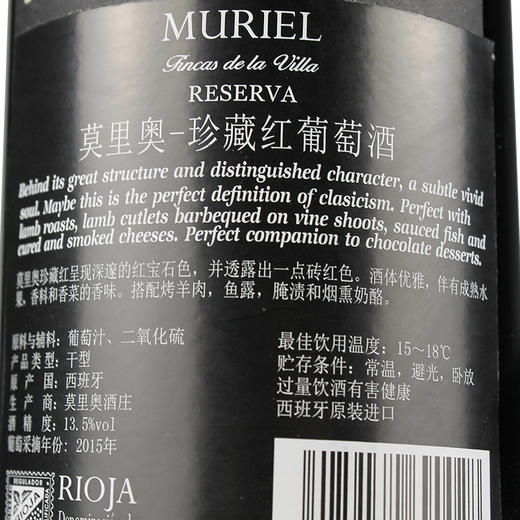 MURIEL
Fincas de la Villa
RESERVA
莫里奥-珍藏红葡萄酒
Behind its great structure and distinguished character, a subtle vivid
soul. Maybe this is the perfect definition of clasicism. Perfect with
lamb roasts, lamb cutlets barbequed on vine shoots, sauced fish and
cured and smoked cheeses. Perfect companion to chocolate desserts.
莫里奥珍藏红呈现深邃的红宝石色，并透露出一点砖红色。酒体优雅，伴有成熟水
果，香料和香菜的香味。搭配烤羊肉，鱼露，腌渍和烟熏奶酪。
原料与辅料：葡萄汁、二氧化硫
产品类型：干型
原产国：西班牙
生产商：莫里奥酒庄
酒精度：13.5%vol
葡萄采摘年份：2015年
最佳饮用温度：15~18℃
贮存条件：常温，避光，卧放
过量饮酒有害健康
西班牙原装进口
REGULADOR
RIOJA